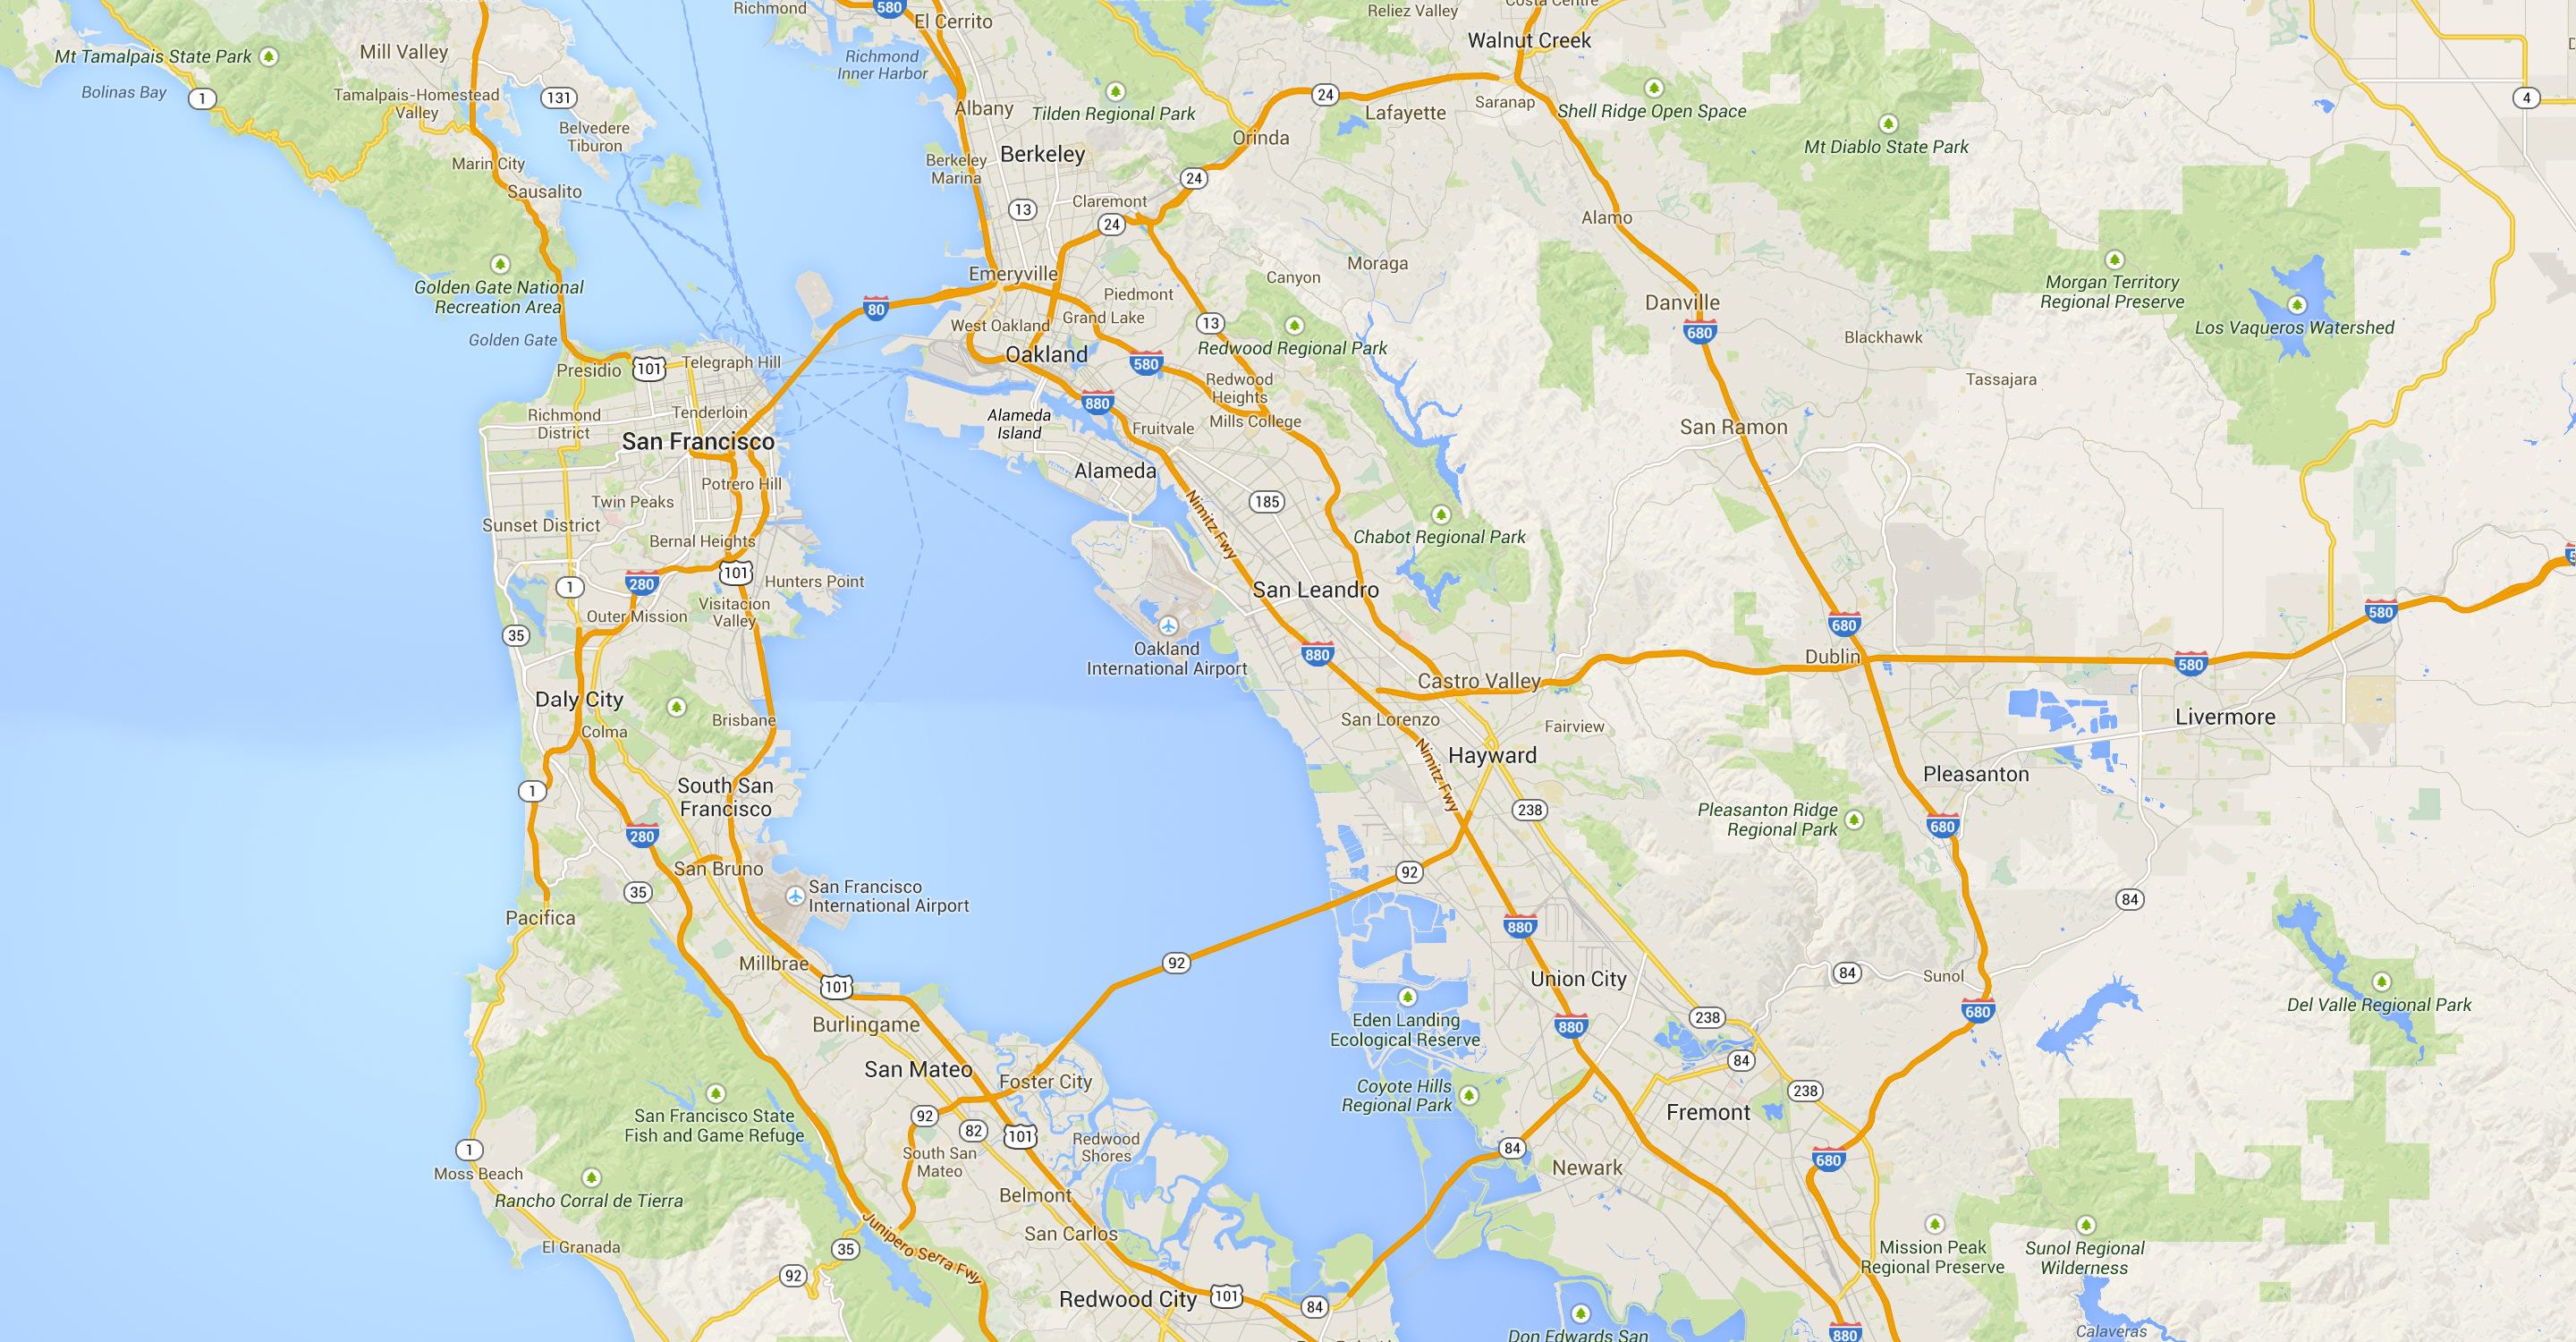 Richmond
580
El Cerrito
Reliez Valley
Walnut Creek
Mt Tamalpais State Park
Mill Valley
Richmond
Inner Harbor
Bolinas Bay
1
Tamalpais-Homestead
Valley
131
Belvedere
Tiburon
Albany
Tilden Regional Park
24
Lafayette
Saranap
Shell Ridge Open Space
4
Orinda
Mt Diablo State Park
Marin City
Berkeley
Berkeley
Marina
Sausalito
24
Claremont
13
24
Alamo
Golden Gate National
Recreation Area
Emeryville
Canyon
Moraga
Morgan Territory
Regional Preserve
Piedmont
Danville
80
Grand Lake
West Oakland
13
680
Los Vaqueros Watershed
Golden Gate
Blackhawk
Redwood Regional Park
Oakland
Telegraph Hill
Presidio
101
580
Redwood
Heights
Tassajara
880
Richmond
District
Tenderloin
Alameda
Island
Mills College
Fruitvale
San Ramon
San Francisco
Alameda
Potrero Hill
Twin Peaks
185
Nimitz Fwy
Sunset District
Bernal Heights
Chabot Regional Park
101
Hunters Point
280
1
San Leandro
Visitacion
Valley
Outer Mission
580
680
35
Oakland
International Airport
880
Dublin
580
Castro Valley
Daly City
Brisbane
San Lorenzo
Fairview
Livermore
Colma
Nimitz Fwy
Hayward
Pleasanton
1
South San
Francisco
238
Pleasanton Ridge
Regional Park
680
280
San Bruno
92
35
San Francisco
International Airport
84
Pacifica
880
Millbrae
92
Union City
84
Sunol
101
Eden Landing
Ecological Reserve
238
680
Del Valle Regional Park
Burlingame
880
San Mateo
Foster City
84
Coyote Hills
Regional Park
238
San Francisco State
Fish and Game Refuge
92
82
101
Fremont
1
Redwood
Shores
84
South San
Mateo
680
Moss Beach
Newark
Rancho Corral de Tierra
Belmont
San Carlos
Junipero Serra Fwy
El Granada
35
Mission Peak
Regional Preserve
Sunol Regional
Wilderness
92
Redwood City
101
84
880
Don Edwards San
Calaveras